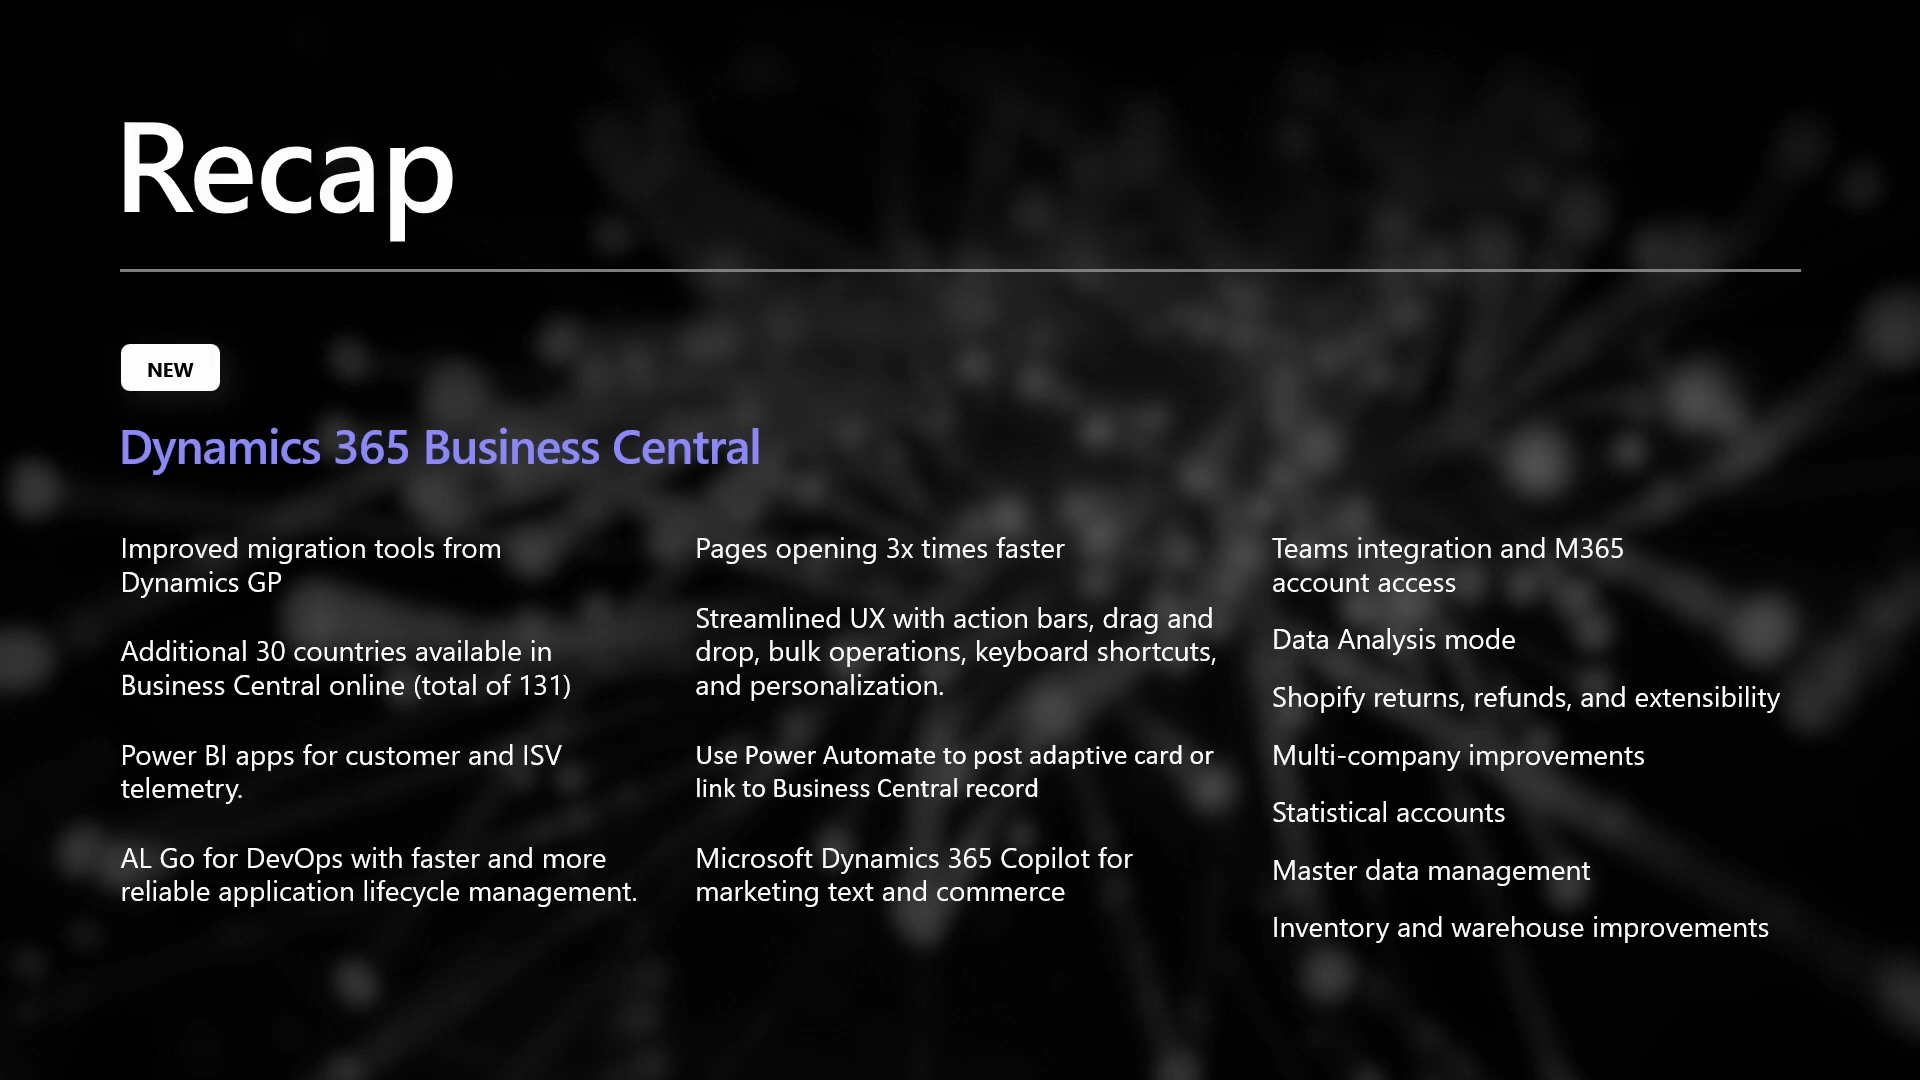 Recap
NEW
Dynamics 365 Business Central
Improved migration tools from
Dynamics GP
Additional 30 countries available in
Business Central online (total of 131)
Power BI apps for customer and ISV
telemetry.
AL Go for DevOps with faster and more
reliable application lifecycle management.
Pages opening 3x times faster
Streamlined UX with action bars, drag and
drop, bulk operations, keyboard shortcuts,
and personalization.
Use Power Automate to post adaptive card or
link to Business Central record
Microsoft Dynamics 365 Copilot for
marketing text and commerce
Teams integration and M365
account access
Data Analysis mode
Shopify returns, refunds, and extensibility
Multi-company improvements
Statistical accounts
Master data management
Inventory and warehouse improvements